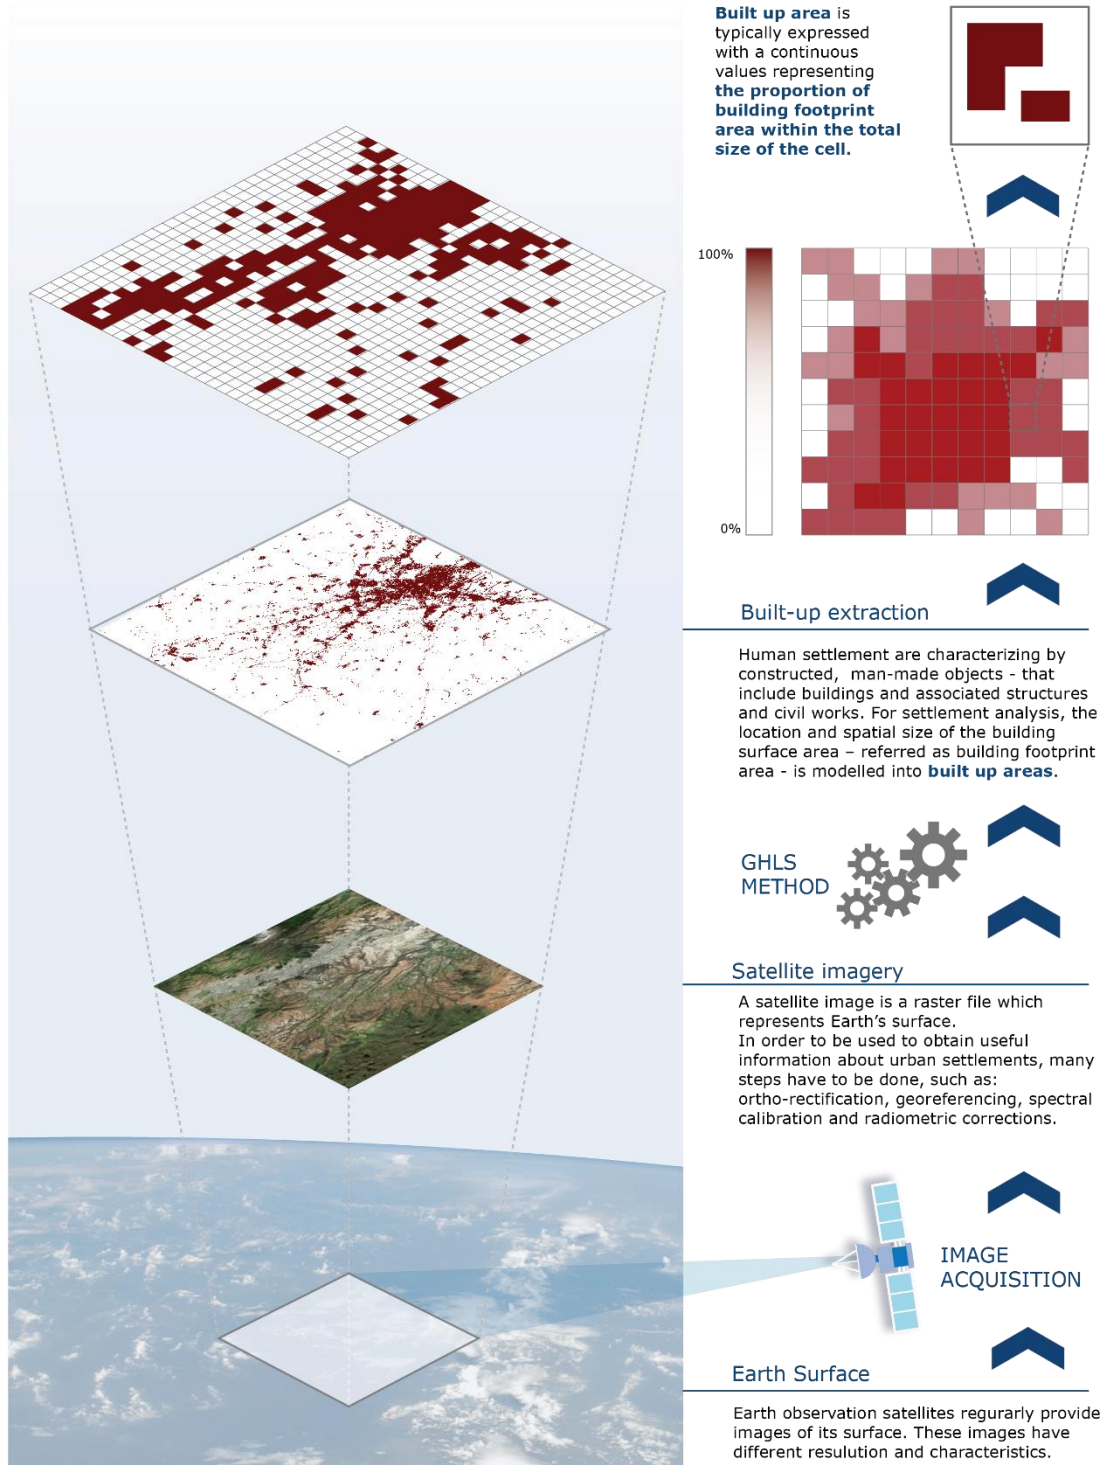 Built up area is
typically expressed
with a continuous
values representing
the proportion of
building footprint
area within the total
size of the cell.
100%
0%
Built-up extraction
Human settlement are characterizing by
constructed,  man-made objects - that
include buildings and associated structures
and civil works. For settlement analysis, the
location and spatial size of the building
surface area – referred as building footprint
area - is modelled into built up areas.
GHLS
METHOD
Satellite imagery
A satellite image is a raster file which
represents Earth’s surface.
In order to be used to obtain useful
information about urban settlements, many
steps have to be done, such as:
ortho-rectification, georeferencing, spectral
calibration and radiometric corrections.
IMAGE
ACQUISITION
Earth Surface
Earth observation satellites regurarly provide
images of its surface. These images have
different resulution and characteristics.